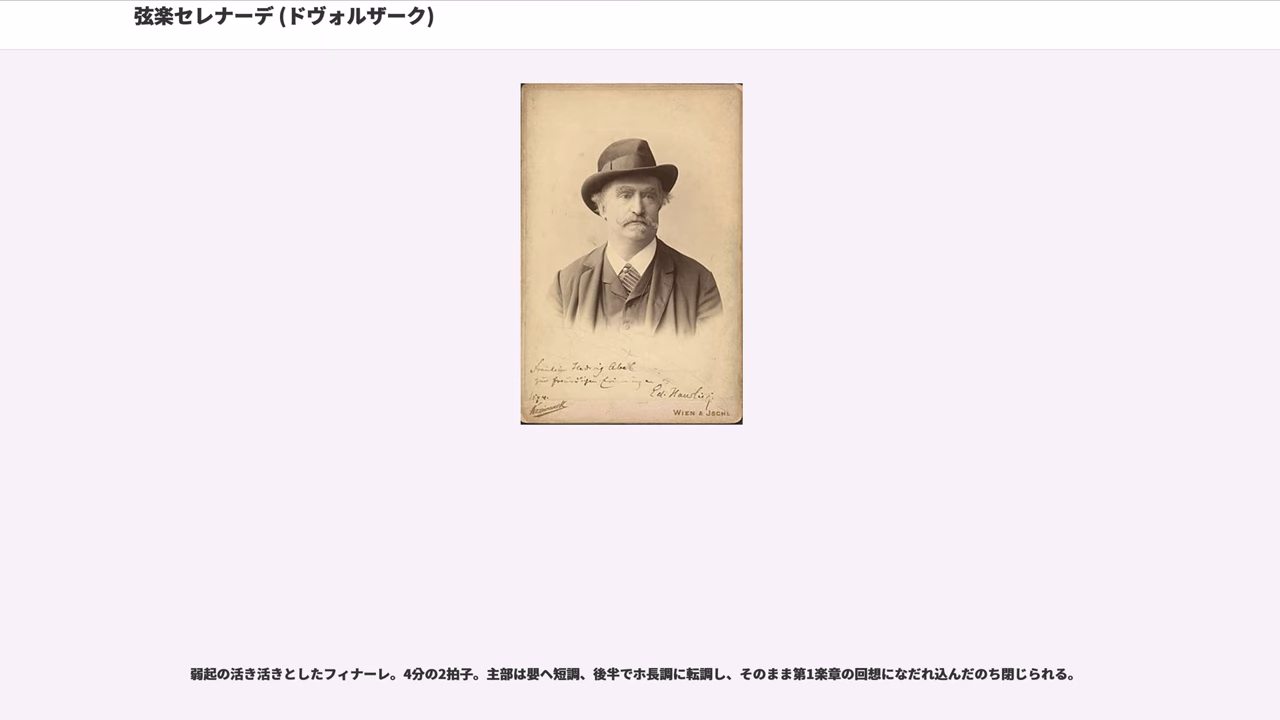 弦楽セレナーデ (ドヴォルザーク)
Ed. Hanslick
WIEN & ISCHL
弱起の活き活きとしたフィナーレ。4分の2拍子。主部は嬰ヘ短調、後半でホ長調に転調し、そのまま第1楽章の回想になだれ込んだのち閉じられる。